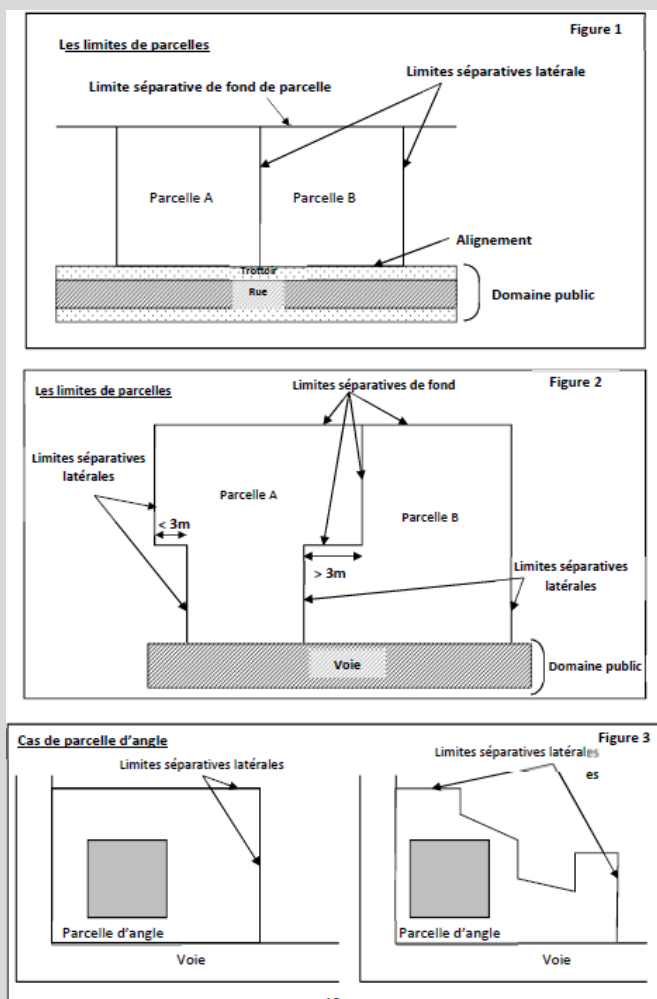 Figure 1
Les limites de parcelles
Limites séparatives latérale
Limite séparative de fond de parcelle
Parcelle A
Parcelle B
Alignement
Trottoir
Rue
Domaine public
Les limites de parcelles
Limites séparatives de fond
Figure 2
Limites séparatives
latérales
Parcelle A
Parcelle B
< 3m
> 3m
Limites séparatives
latérales
Voie
Domaine public
Cas de parcelle d'angle
Figure 3
Limites séparatives latérales
Limites séparatives latérales
es
Parcelle d'angle
Parcelle d'angle
Voie
Voie